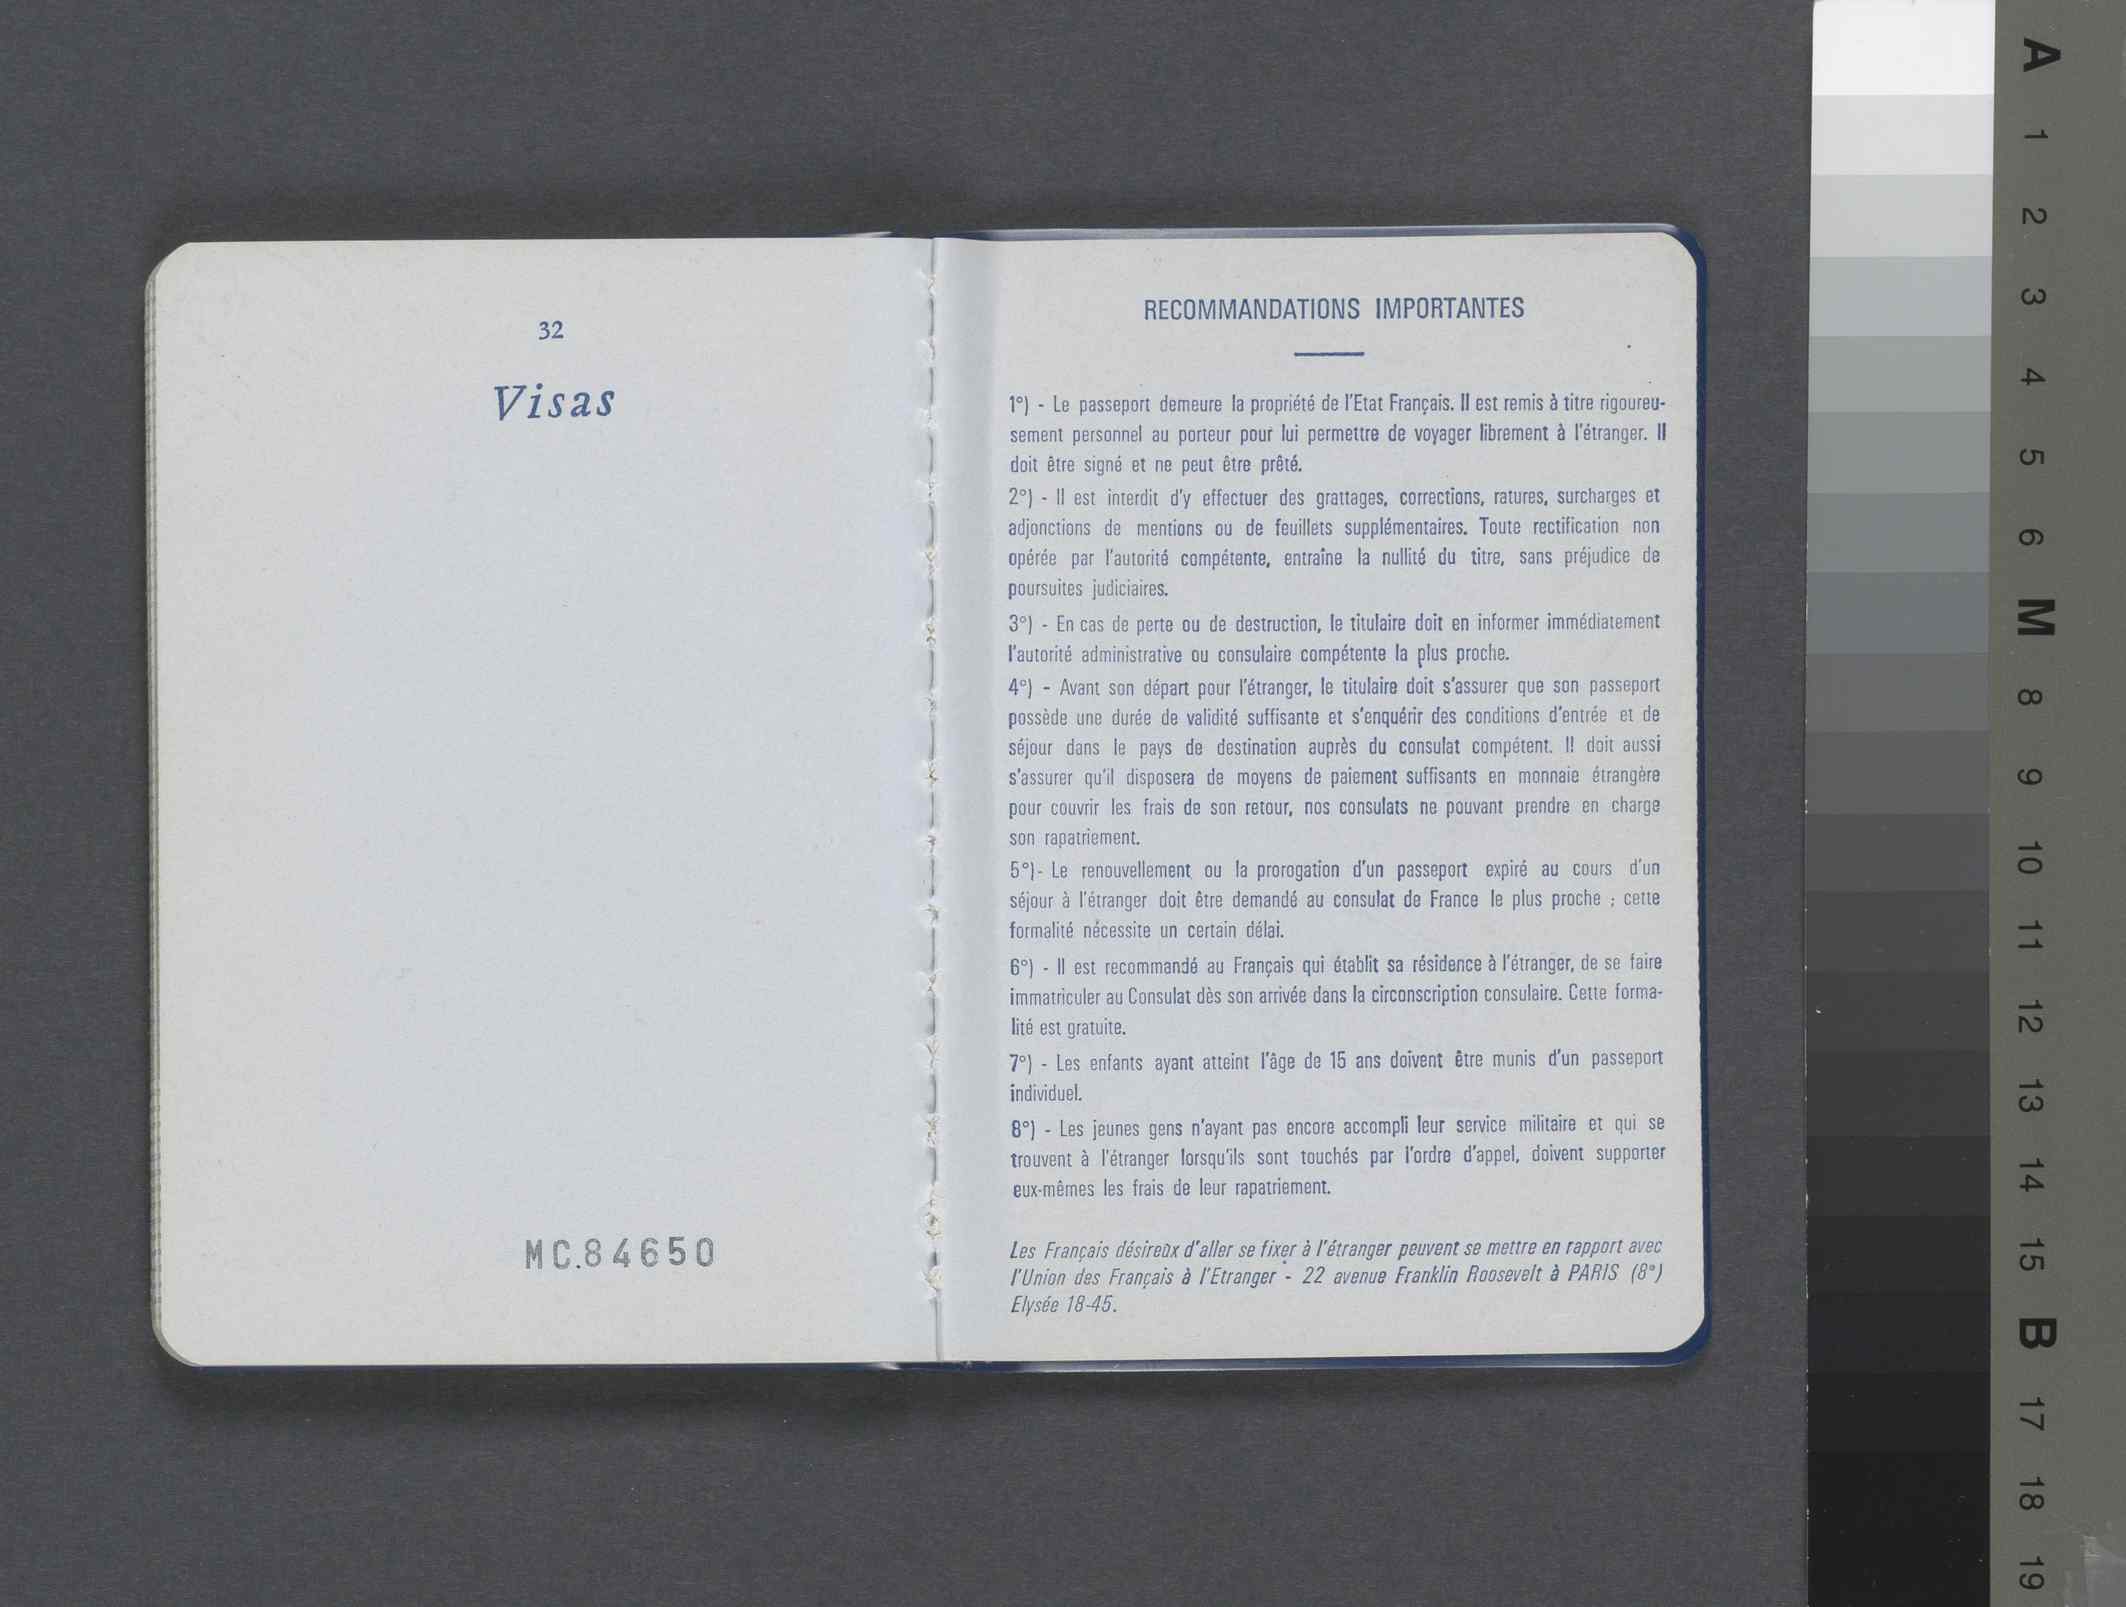 32
Visas
MC.84650
RECOMMANDATIONS IMPORTANTES
1°) - Le passeport demeure la propriété de l'Etat Français. Il est remis à titre rigoureu-
sement personnel au porteur pour lui permettre de voyager librement à l'étranger. Il
doit être signé et ne peut être prêté.
2°) - Il est interdit d'y effectuer des grattages, corrections, ratures, surcharges et
adjonctions de mentions ou de feuillets supplémentaires. Toute rectification non
opérée par l'autorité compétente, entraîne la nullité du titre, sans préjudice de
poursuites judiciaires.
3°) - En cas de perte ou de destruction, le titulaire doit en informer immédiatement
l'autorité administrative ou consulaire compétente la plus proche.
4°) - Avant son départ pour l'étranger, le titulaire doit s'assurer que son passeport
possède une durée de validité suffisante et s'enquérir des conditions d'entrée et de
séjour dans le pays de destination auprès du consulat compétent. Il doit aussi
s'assurer qu'il disposera de moyens de paiement suffisants en monnaie étrangère
pour couvrir les frais de son retour, nos consulats ne pouvant prendre en charge
son rapatriement.
5°)- Le renouvellement ou la prorogation d'un passeport expiré au cours d'un
séjour à l'étranger doit être demandé au consulat de France le plus proche ; cette
formalité nécessite un certain délai.
6°) - Il est recommandé au Français qui établit sa résidence à l'étranger, de se faire
immatriculer au Consulat dès son arrivée dans la circonscription consulaire. Cette forma-
lité est gratuite.
7°) - Les enfants ayant atteint l'âge de 15 ans doivent être munis d'un passeport
individuel.
8°) - Les jeunes gens n'ayant pas encore accompli leur service militaire et qui se
trouvent à l'étranger lorsqu'ils sont touchés par l'ordre d'appel, doivent supporter
eux-mêmes les frais de leur rapatriement.
Les Français désireux d'aller se fixer à l'étranger peuvent se mettre en rapport avec
l'Union des Français à l'Etranger - 22 avenue Franklin Roosevelt à PARIS (8°)
Elysée 18-45.
A
1
2
3
4
5
6
M
8
9
10
11
12
13
14
15
B
17
18
19